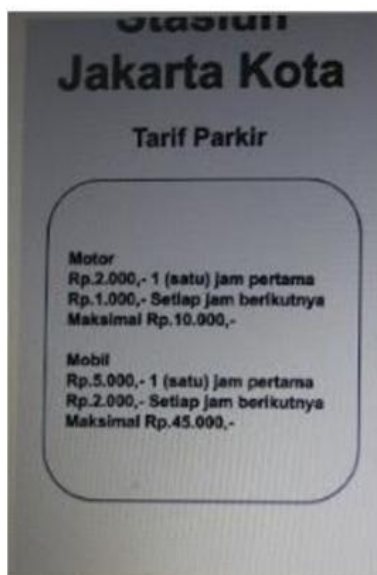 Stasiun
Jakarta Kota
Tarif Parkir
Motor
Rp.2.000,- 1 (satu) jam pertama
Rp.1.000,- Setiap jam berikutnya
Maksimal Rp.10.000,-
Mobil
Rp.5.000,- 1 (satu) jam pertama
Rp.2.000,- Setiap jam berikutnya
Maksimal Rp.45.000,-